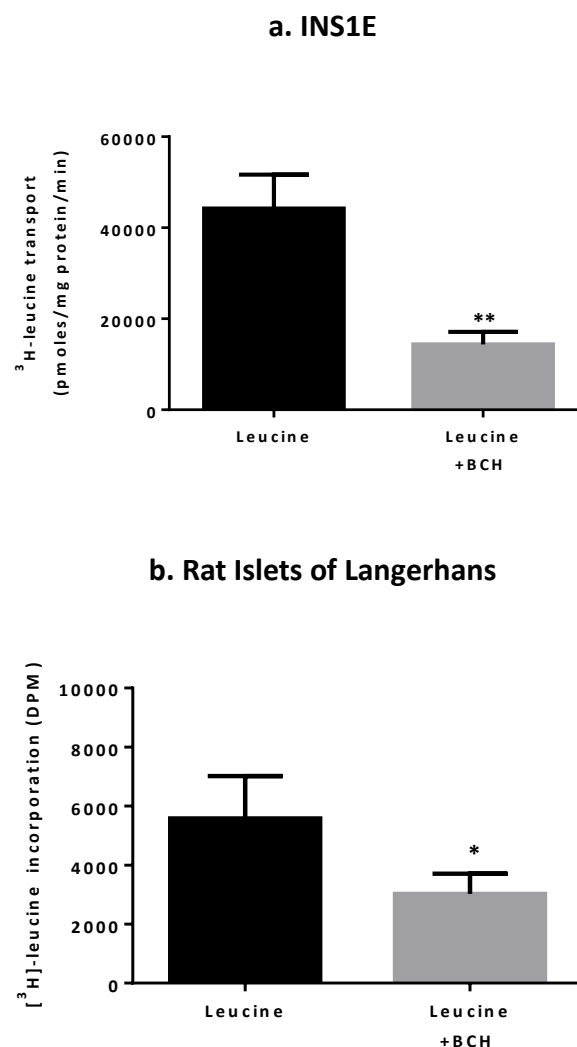 a. INS1E
³H-leucine transport
(pmoles/mg protein/min)
60000
40000
20000
0
**
Leucine
Leucine
+BCH
b. Rat Islets of Langerhans
[³H]-leucine incorporation (DPM)
10000
8000
6000
4000
2000
0
*
Leucine
Leucine
+BCH